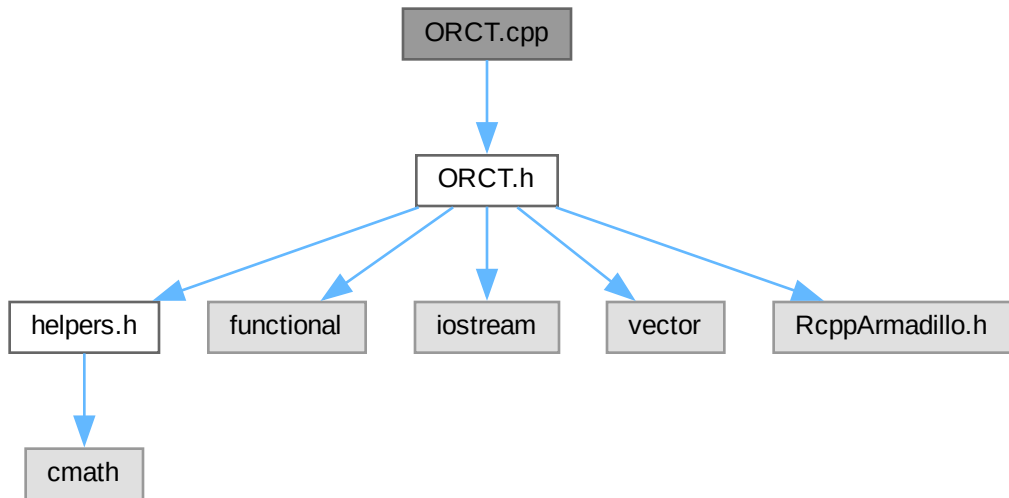 ORCT.cpp
ORCT.h
helpers.h
functional
iostream
vector
RcppArmadillo.h
cmath